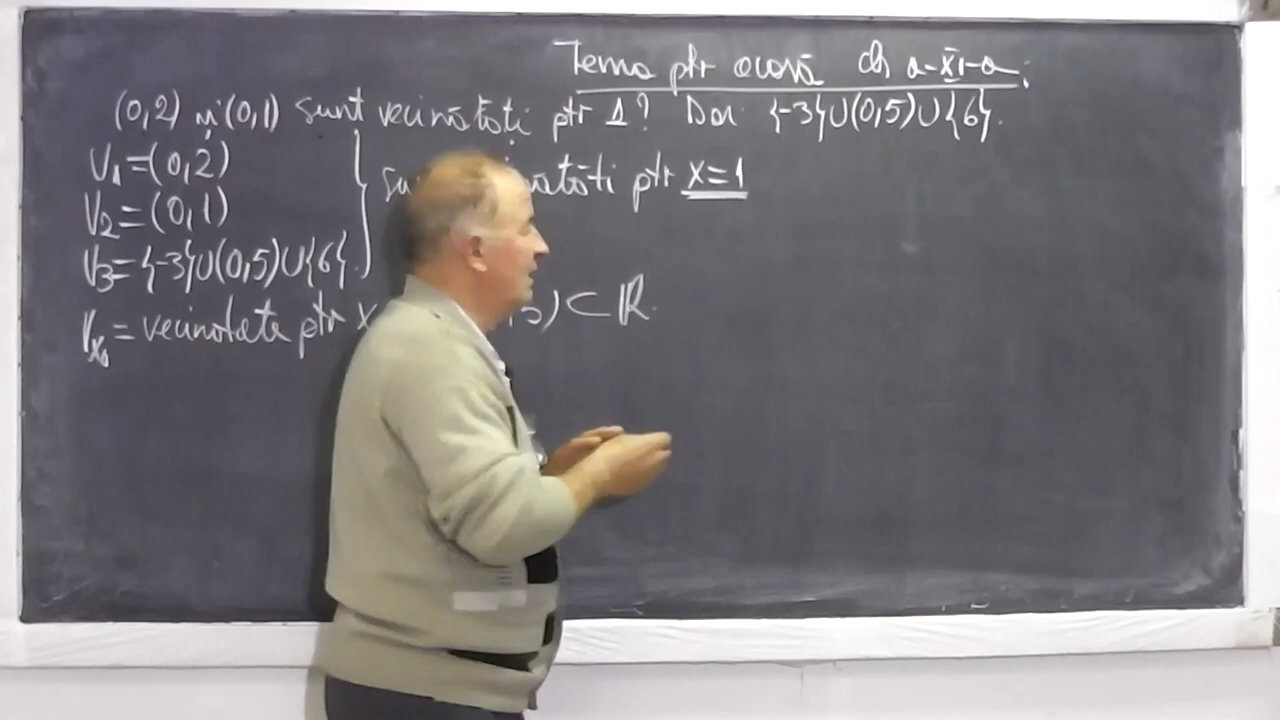 Tema ptr acasă cls a-XI-a:
(0,2) și (0,1) sunt vecinătăți ptr 1? Dar {-3}∪(0,5)∪{6}.
V1=(0,2)
V2=(0,1)
V3={-3}∪(0,5)∪{6}.
ptr x=1
Vx0 = vecinătate ptr x ⊂ ℝ.